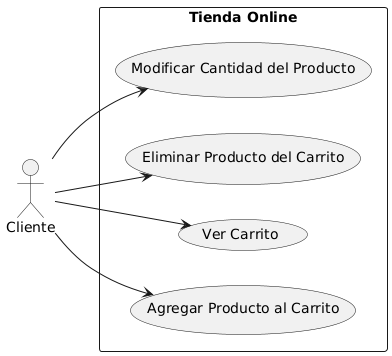 Tienda Online
Modificar Cantidad del Producto
Eliminar Producto del Carrito
Cliente
Ver Carrito
Agregar Producto al Carrito